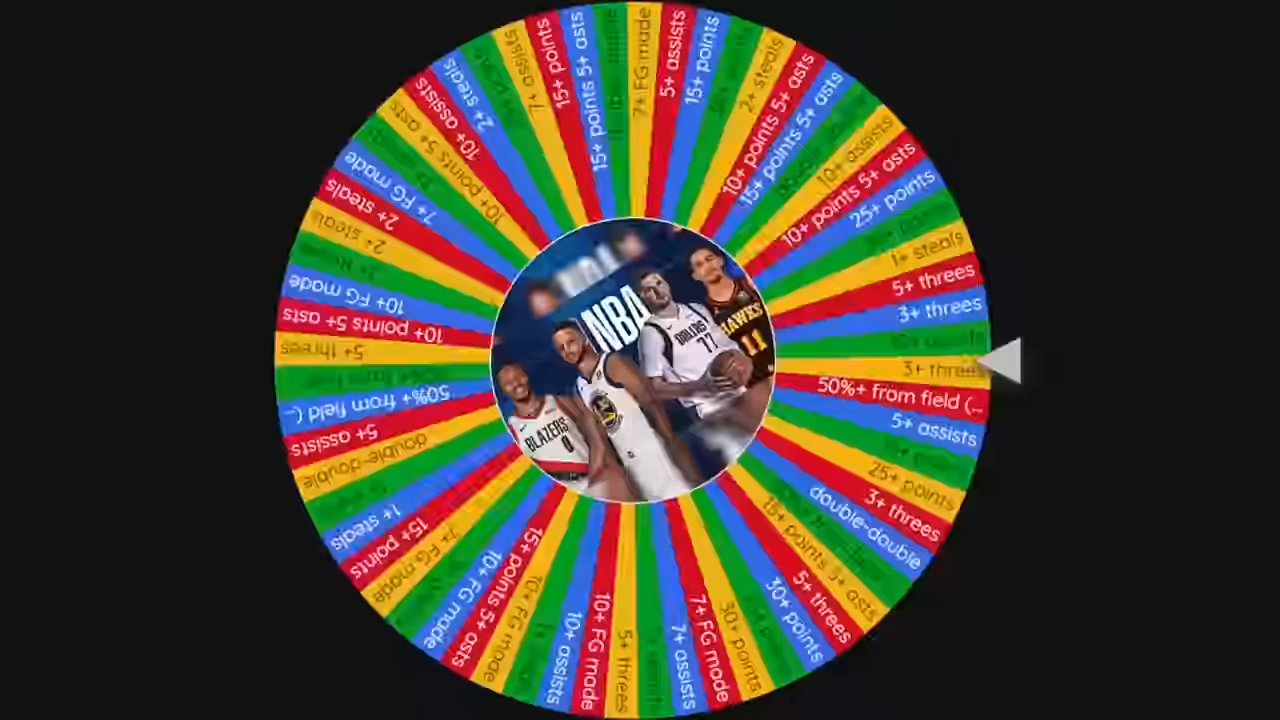 7+ FG made
5+ assists
15+ points
2+ steals
10+ points 5+ asts
15+ points 5+ asts
10+ assists
10+ points 5+ asts
25+ points
1+ steals
5+ threes
3+ threes
3+ threes
50%+ from field (...
5+ assists
25+ points
3+ threes
double-double
15+ points 5+ asts
5+ threes
30+ points
30+ points
7+ FG made
7+ assists
5+ threes
10+ FG made
10+ assists
10+ FG made
15+ points 5+ asts
10+ FG made
7+ FG made
15+ points
1+ steals
double-double
5+ assists
50%+ from field (...
5+ threes
10+ points 5+ asts
10+ FG made
2+ steals
2+ steals
7+ FG made
10+ points 5+ asts
10+ assists
2+ steals
7+ assists
15+ points
15+ points 5+ asts
NBA
DALLAS
77
HAWKS
11
BLAZERS
0